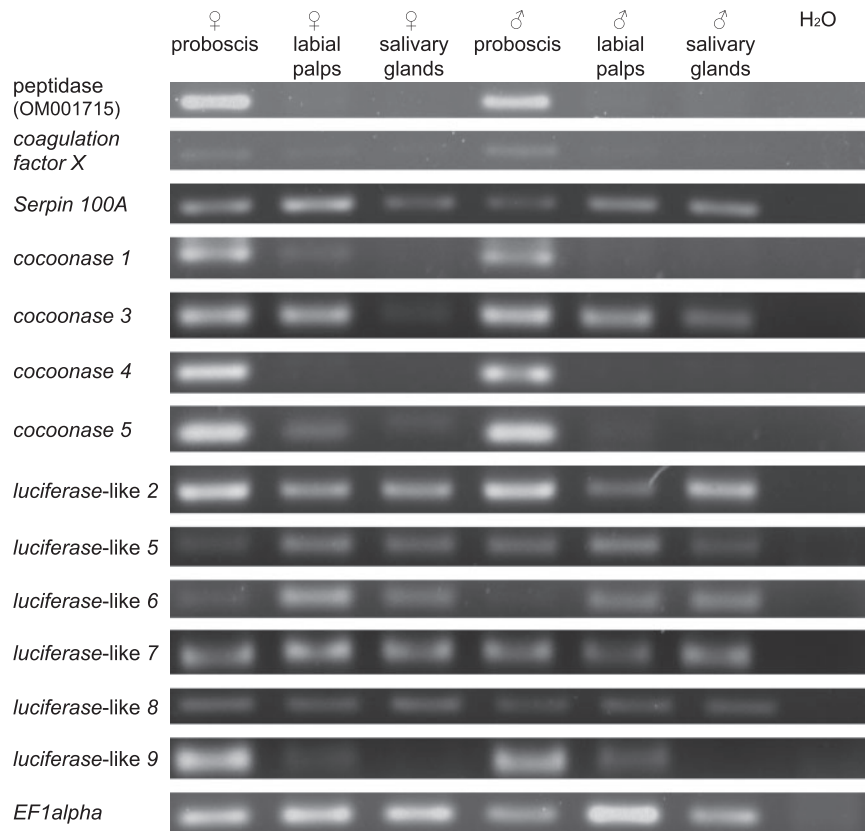 ♀ ♀ ♀ ♂ ♂ ♂ H₂O
proboscis labial salivary proboscis labial salivary
palps glands palps glands
peptidase
(OM001715)
coagulation
factor X
Serpin 100A
cocoonase 1
cocoonase 3
cocoonase 4
cocoonase 5
luciferase-like 2
luciferase-like 5
luciferase-like 6
luciferase-like 7
luciferase-like 8
luciferase-like 9
EF1alpha